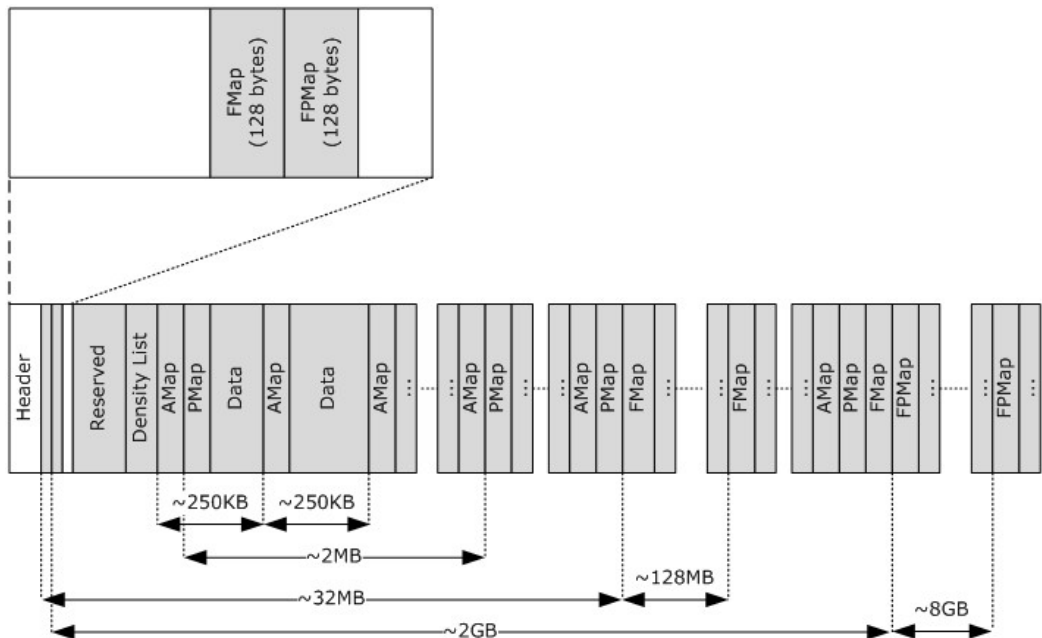 FMap
(128 bytes)
FPMap
(128 bytes)
Header
Reserved
Density List
AMap
PMap
Data
AMap
Data
AMap
...
...
AMap
PMap
...
...
AMap
PMap
FMap
...
...
FMap
...
...
AMap
PMap
FMap
FPMap
...
...
FPMap
...
~250KB
~250KB
~2MB
~128MB
~32MB
~8GB
~2GB